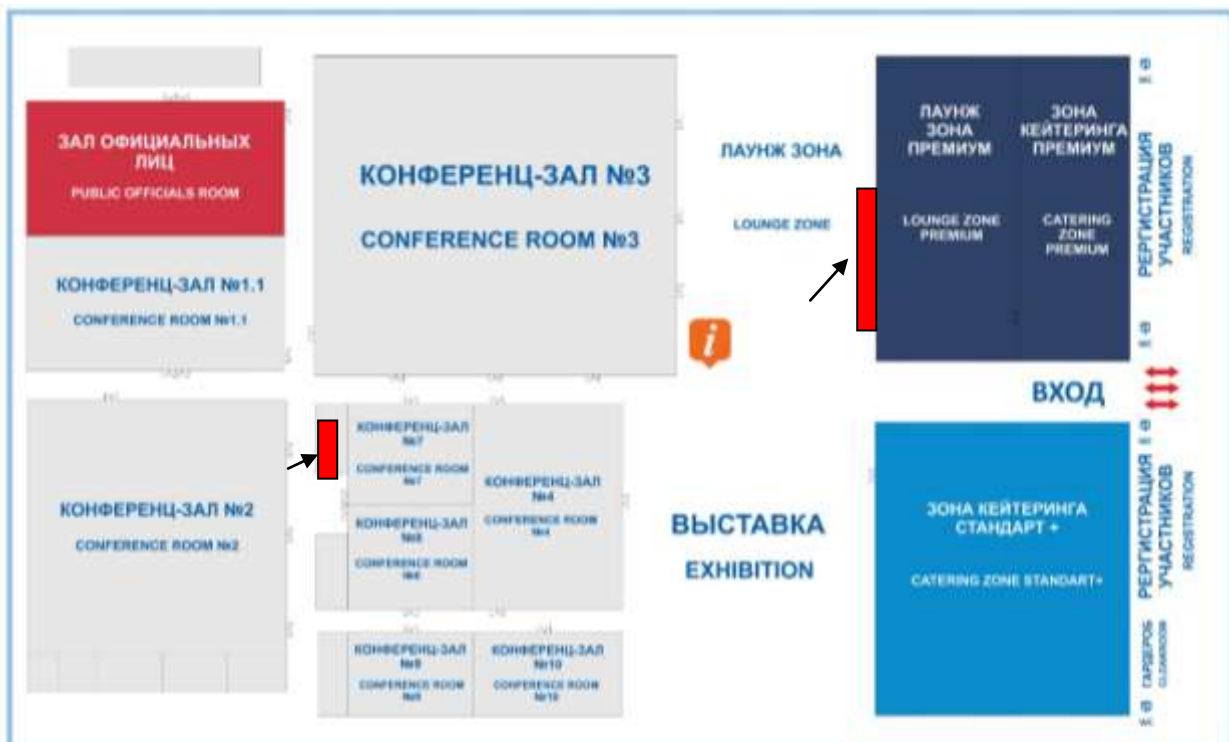 ЗАЛ ОФИЦИАЛЬНЫХ
ЛИЦ
PUBLIC OFFICIALS ROOM
КОНФЕРЕНЦ-ЗАЛ №1.1
CONFERENCE ROOM №1.1
КОНФЕРЕНЦ-ЗАЛ №3
CONFERENCE ROOM №3
ЛАУНЖ ЗОНА
LOUNGE ZONE
i
ЛАУНЖ
ЗОНА
ПРЕМИУМ
LOUNGE ZONE
PREMIUM
ЗОНА
КЕЙТЕРИНГА
ПРЕМИУМ
CATERING
ZONE
PREMIUM
РЕРГИСТРАЦИЯ
УЧАСТНИКОВ
REGISTRATION
ВХОД
КОНФЕРЕНЦ-ЗАЛ №2
CONFERENCE ROOM №2
КОНФЕРЕНЦ-ЗАЛ
№7
CONFERENCE ROOM
№7
КОНФЕРЕНЦ-ЗАЛ
CONFERENCE ROOM
КОНФЕРЕНЦ-ЗАЛ
№4
CONFERENCE ROOM
№4
КОНФЕРЕНЦ-ЗАЛ
№9
CONFERENCE ROOM
№9
КОНФЕРЕНЦ-ЗАЛ
№10
CONFERENCE ROOM
№10
ВЫСТАВКА
EXHIBITION
ЗОНА КЕЙТЕРИНГА
СТАНДАРТ +
CATERING ZONE STANDART+
РЕРГИСТРАЦИЯ
УЧАСТНИКОВ
REGISTRATION
ГАРДЕРОБ
WC